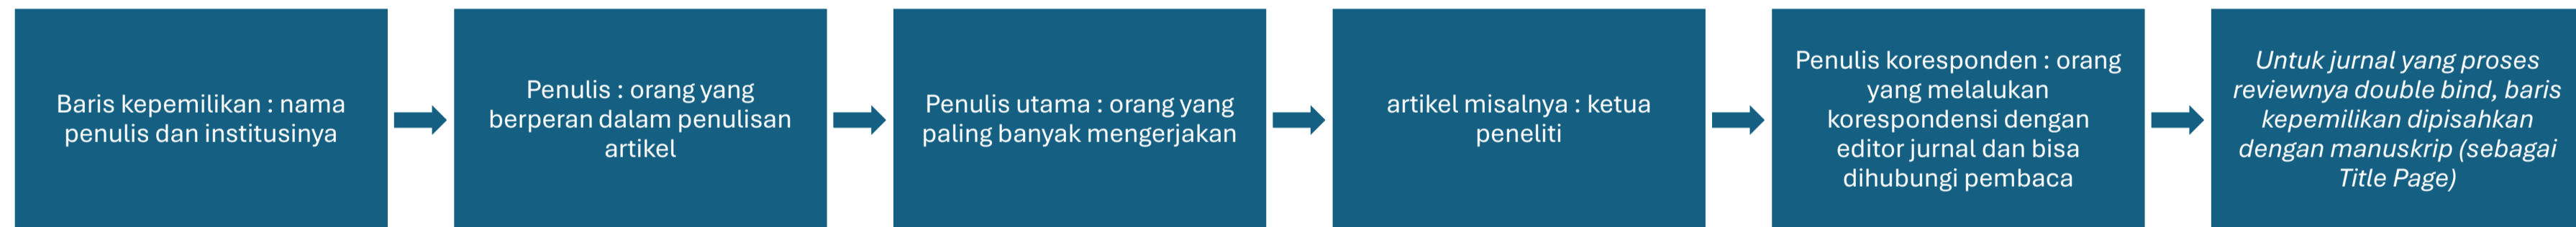 Baris kepemilikan : nama
penulis dan institusinya
Penulis : orang yang
berperan dalam penulisan
artikel
Penulis utama : orang yang
paling banyak mengerjakan
artikel misalnya : ketua
peneliti
Penulis koresponden : orang
yang melalukan
korespondensi dengan
editor jurnal dan bisa
dihubungi pembaca
Untuk jurnal yang proses
reviewnya double bind, baris
kepemilikan dipisahkan
dengan manuskrip (sebagai
Title Page)